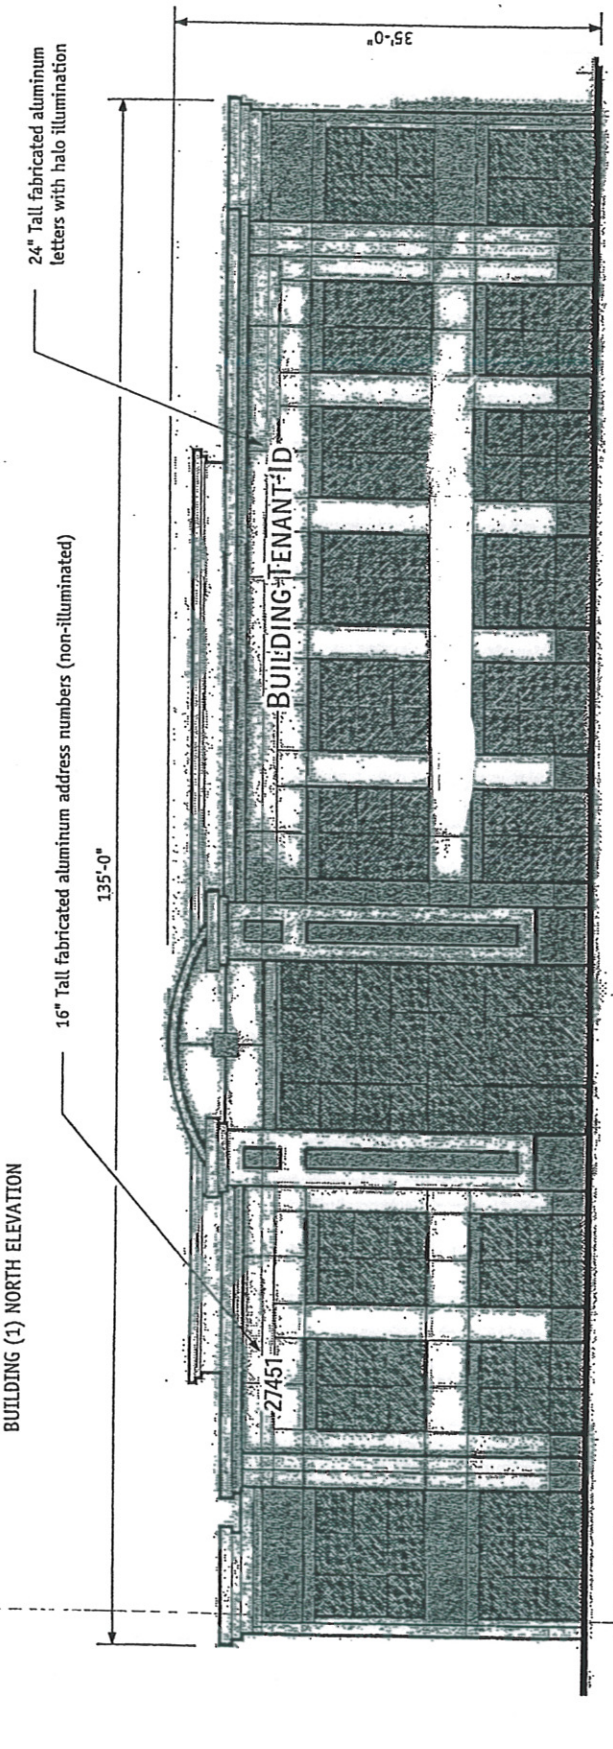 BUILDING (1) NORTH ELEVATION
16" Tall fabricated aluminum address numbers (non-illuminated)
24" Tall fabricated aluminum
letters with halo illumination
135'-0"
35'-0"
27451
BUILDING TENANT ID